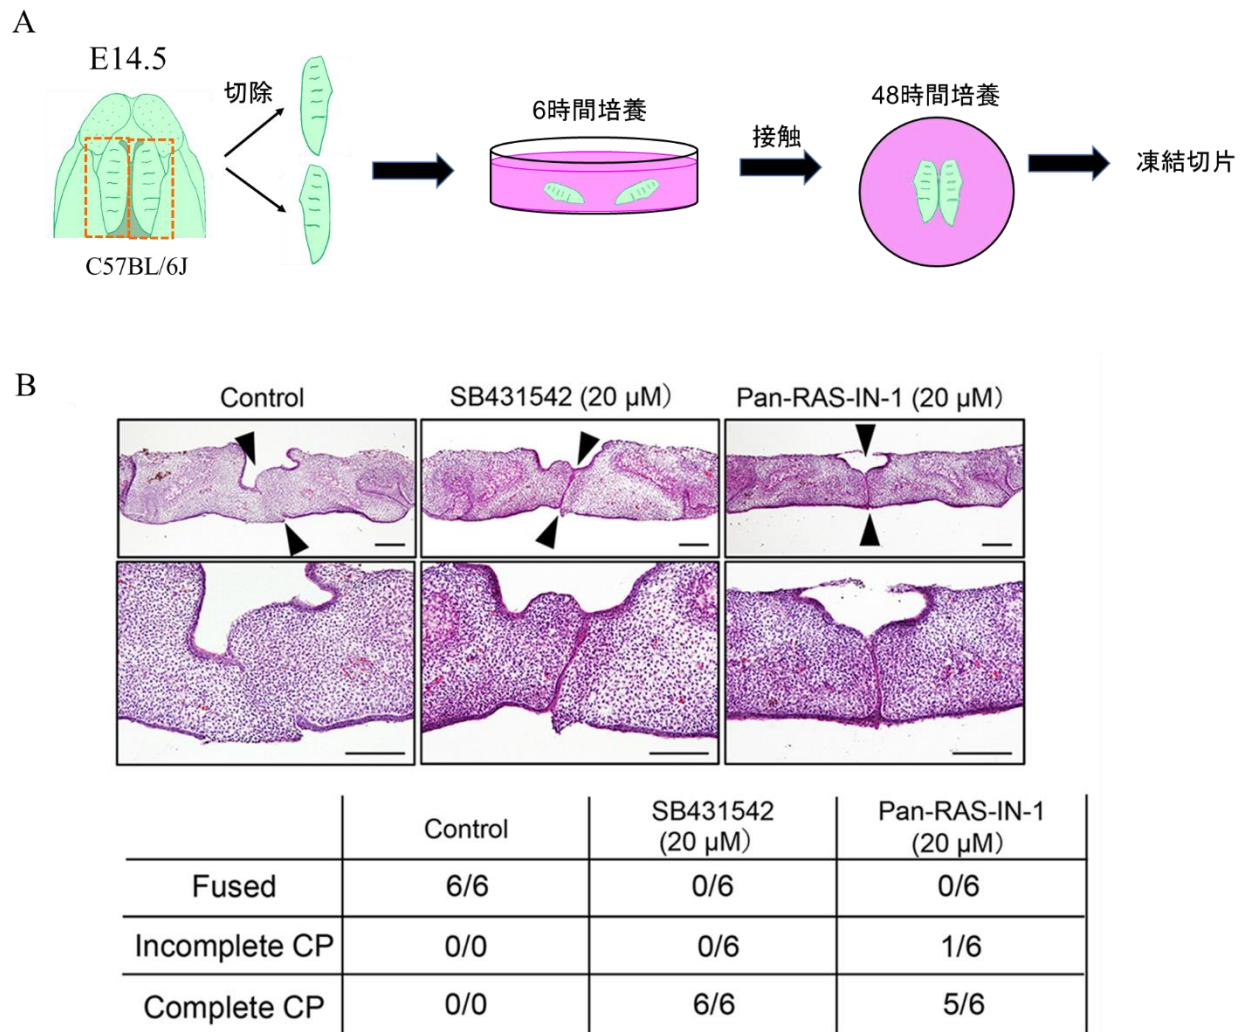 A
E14.5
切除
C57BL/6J
6時間培養
接触
48時間培養
凍結切片
B
Control
SB431542 (20 μM)
Pan-RAS-IN-1 (20 μM)
Control
SB431542
(20 μM)
Pan-RAS-IN-1
(20 μM)
Fused 6/6 0/6 0/6
Incomplete CP 0/0 0/6 1/6
Complete CP 0/0 6/6 5/6